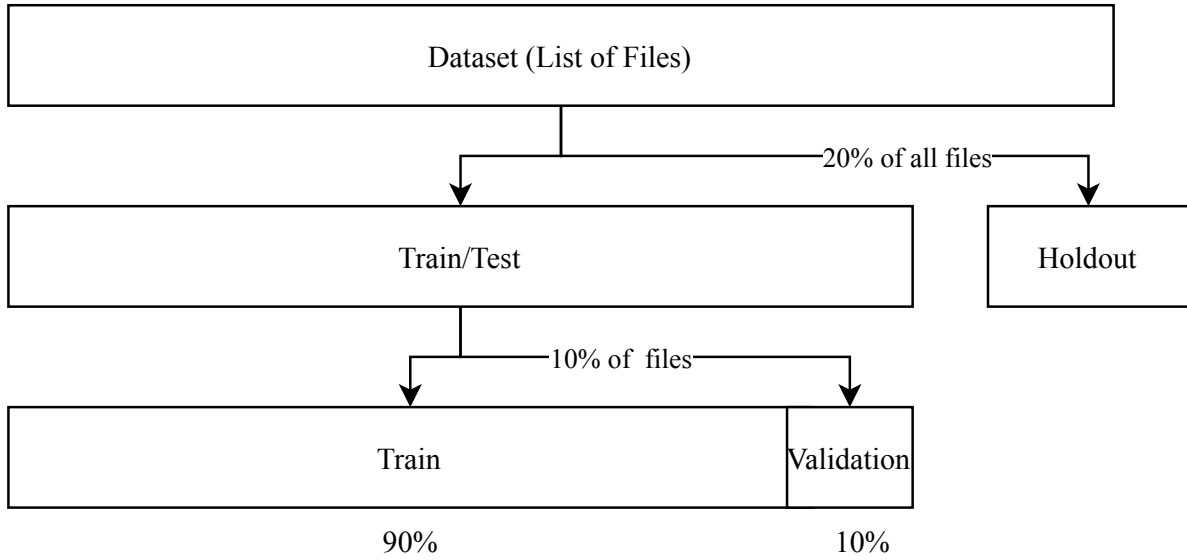 Dataset (List of Files)
20% of all files
Train/Test
Holdout
10% of  files
Train
Validation
90%
10%